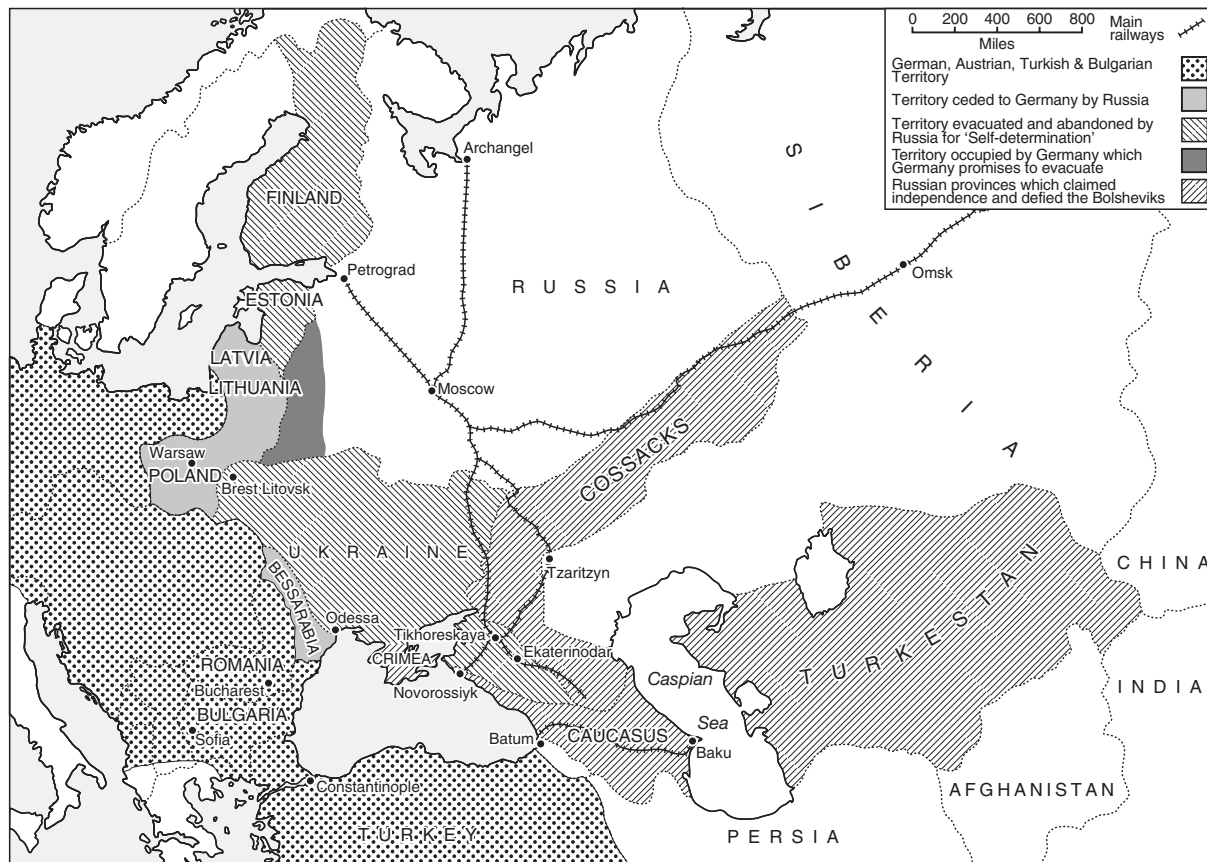 0 200 400 600 800
Miles
Main
railways
German, Austrian, Turkish & Bulgarian
Territory
Territory ceded to Germany by Russia
Territory evacuated and abandoned by
Russia for ‘Self-determination’
Territory occupied by Germany which
Germany promises to evacuate
Russian provinces which claimed
independence and defied the Bolsheviks
Archangel
SIBERIA
FINLAND
Omsk
Petrograd
RUSSIA
ESTONIA
LATVIA
LITHUANIA
Moscow
COSSACKS
Warsaw
POLAND
Brest Litovsk
UKRAINE
Tzaritzyn
CHINA
BESSARABIA
Odessa
Tikhoreskaya
CRIMEA
Ekaterinodar
TURKESTAN
ROMANIA
Bucharest
Novorossiyk
Caspian
Sea
INDIA
BULGARIA
Sofia
Batum
CAUCASUS
Baku
Constantinople
AFGHANISTAN
TURKEY
PERSIA